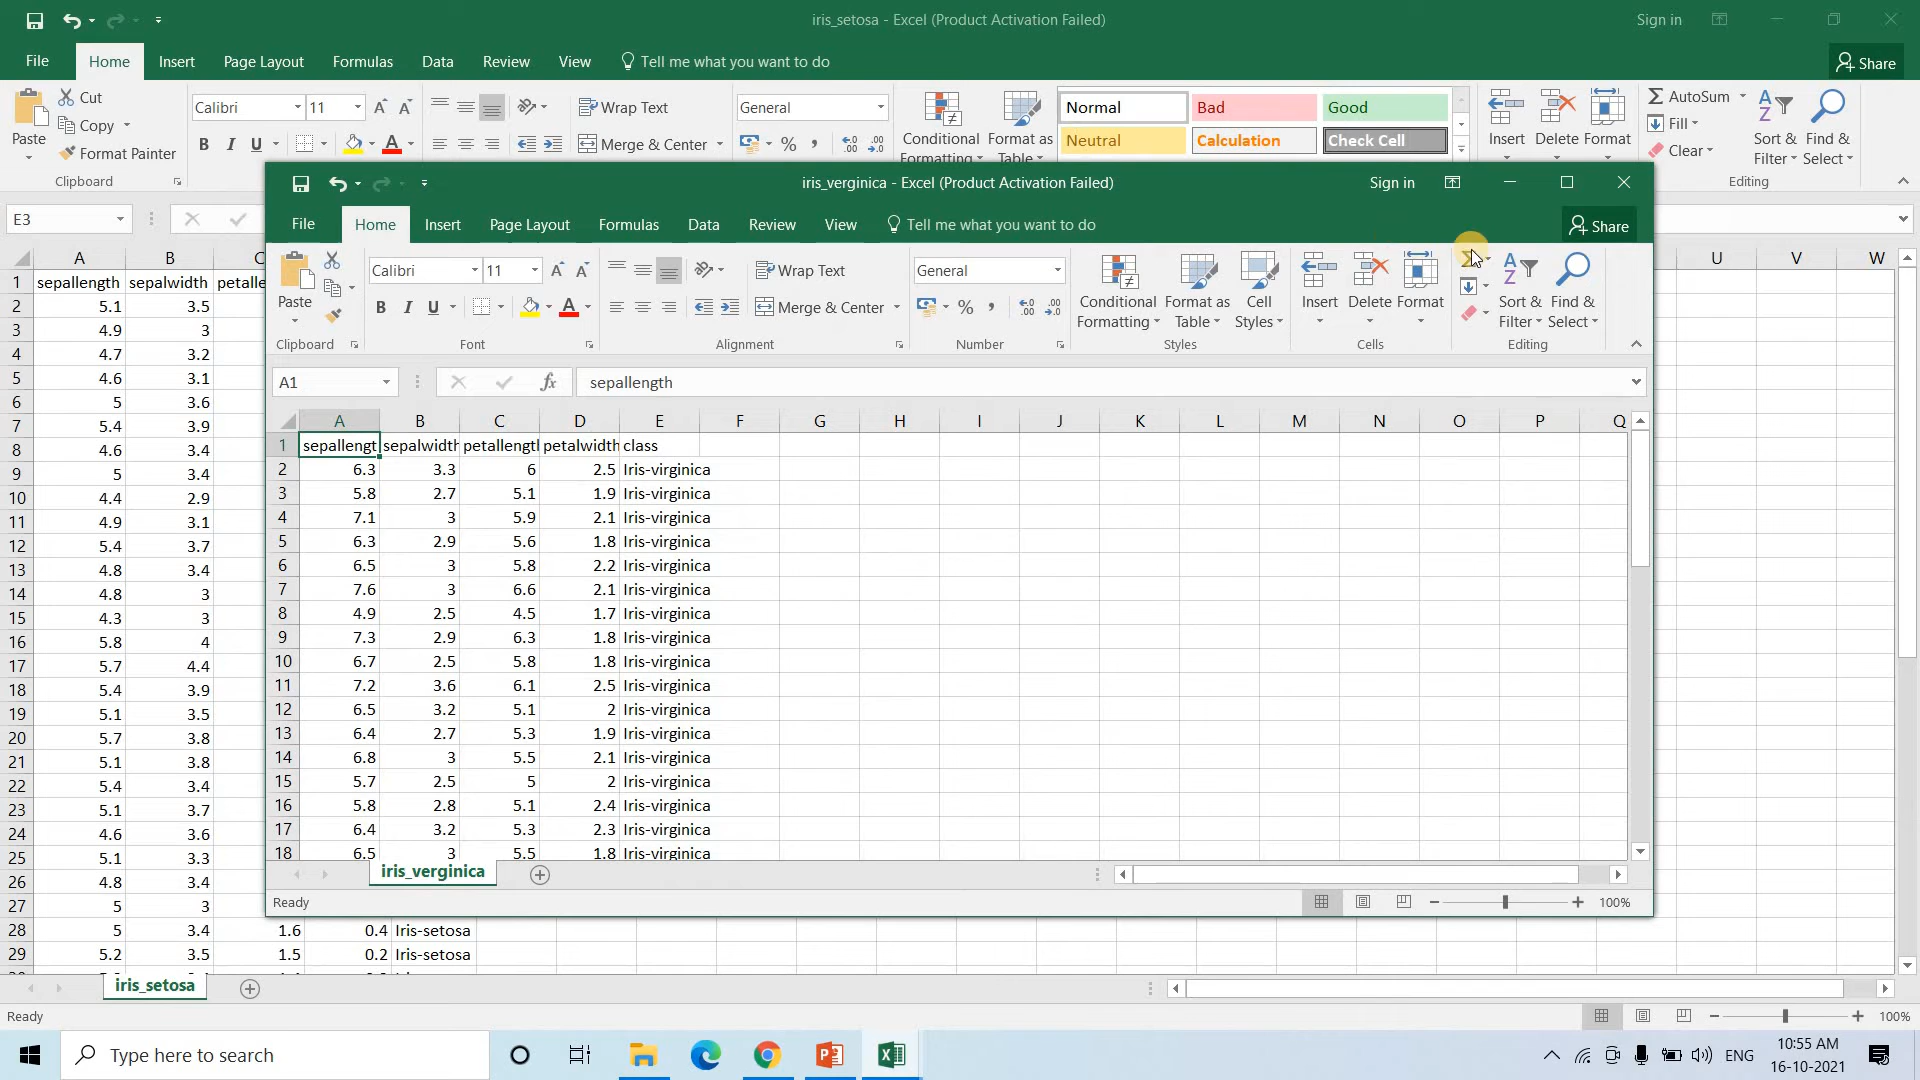 iris_setosa - Excel (Product Activation Failed)
Sign in
File Home Insert Page Layout Formulas Data Review View Tell me what you want to do Share
Cut
Copy
Format Painter
Paste
Clipboard
Calibri 11
B I U
Wrap Text
Merge & Center
General
Conditional Formatting
Format as Table
Normal Bad Good
Neutral Calculation Check Cell
Insert Delete Format
AutoSum
Fill
Clear
Sort & Filter
Find & Select
Editing
E3
iris_verginica - Excel (Product Activation Failed)
Sign in
File Home Insert Page Layout Formulas Data Review View Tell me what you want to do Share
Paste
Calibri 11
B I U
Wrap Text
Merge & Center
General
Conditional Formatting
Format as Table
Cell Styles
Insert Delete Format
Sort & Filter
Find & Select
Clipboard Font Alignment Number Styles Cells Editing
A1 fx sepallength
A B C D E F G H I J K L M N O P Q
1 sepallengt sepalwidth petallengtl petalwidth class
2 6.3 3.3 6 2.5 Iris-virginica
3 5.8 2.7 5.1 1.9 Iris-virginica
4 7.1 3 5.9 2.1 Iris-virginica
5 6.3 2.9 5.6 1.8 Iris-virginica
6 6.5 3 5.8 2.2 Iris-virginica
7 7.6 3 6.6 2.1 Iris-virginica
8 4.9 2.5 4.5 1.7 Iris-virginica
9 7.3 2.9 6.3 1.8 Iris-virginica
10 6.7 2.5 5.8 1.8 Iris-virginica
11 7.2 3.6 6.1 2.5 Iris-virginica
12 6.5 3.2 5.1 2 Iris-virginica
13 6.4 2.7 5.3 1.9 Iris-virginica
14 6.8 3 5.5 2.1 Iris-virginica
15 5.7 2.5 5 2 Iris-virginica
16 5.8 2.8 5.1 2.4 Iris-virginica
17 6.4 3.2 5.3 2.3 Iris-virginica
18 6.5 3 5.5 1.8 Iris-virginica
iris_verginica
Ready 100%
A B C U V W
1 sepallength sepalwidth petalle
2 5.1 3.5
3 4.9 3
4 4.7 3.2
5 4.6 3.1
6 5 3.6
7 5.4 3.9
8 4.6 3.4
9 5 3.4
10 4.4 2.9
11 4.9 3.1
12 5.4 3.7
13 4.8 3.4
14 4.8 3
15 4.3 3
16 5.8 4
17 5.7 4.4
18 5.4 3.9
19 5.1 3.5
20 5.7 3.8
21 5.1 3.8
22 5.4 3.4
23 5.1 3.7
24 4.6 3.6
25 5.1 3.3
26 4.8 3.4
27 5 3
28 5 3.4 1.6 0.4 Iris-setosa
29 5.2 3.5 1.5 0.2 Iris-setosa
iris_setosa
Ready 100%
Type here to search
ENG
10:55 AM
16-10-2021